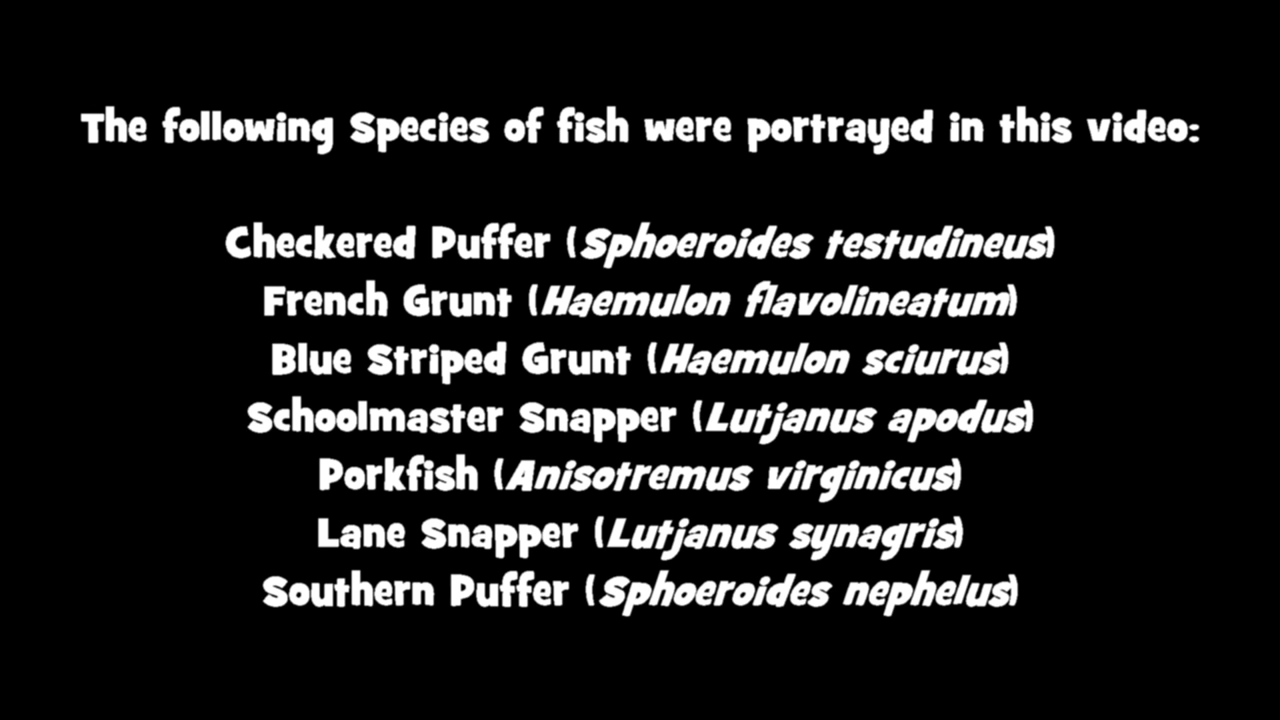 The following Species of fish were portrayed in this video:
Checkered Puffer (Sphoeroides testudineus)
French Grunt (Haemulon flavolineatum)
Blue Striped Grunt (Haemulon sciurus)
Schoolmaster Snapper (Lutjanus apodus)
Porkfish (Anisotremus virginicus)
Lane Snapper (Lutjanus synagris)
Southern Puffer (Sphoeroides nephelus)